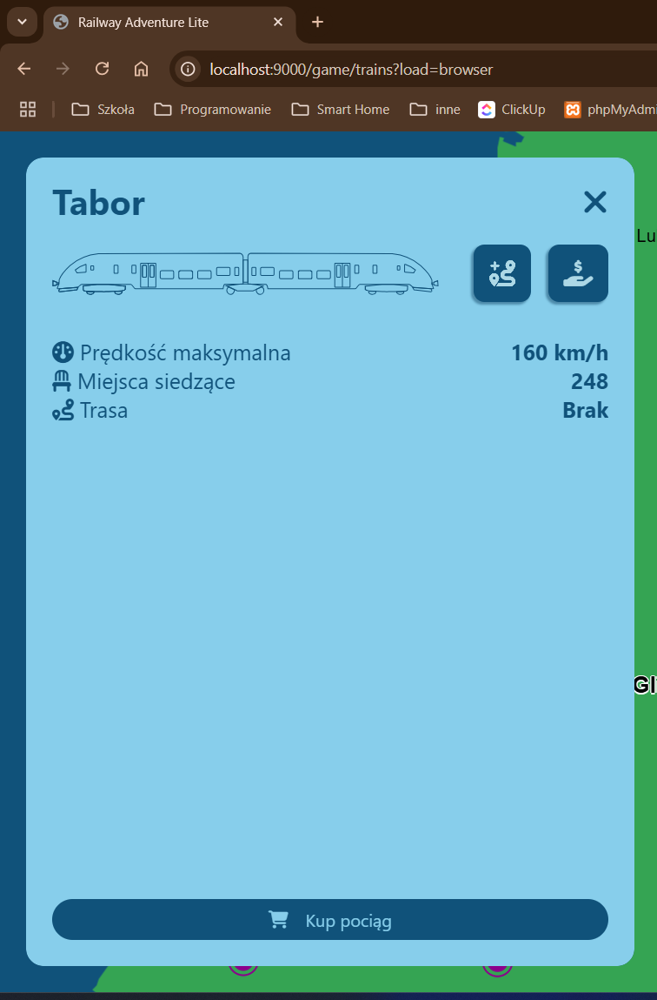 Railway Adventure Lite
localhost:9000/game/trains?load=browser
Szkoła Programowanie Smart Home inne ClickUp phpMyAdmi
Tabor
Lu
Prędkość maksymalna 160 km/h
Miejsca siedzące 248
Trasa Brak
Gl
Kup pociąg